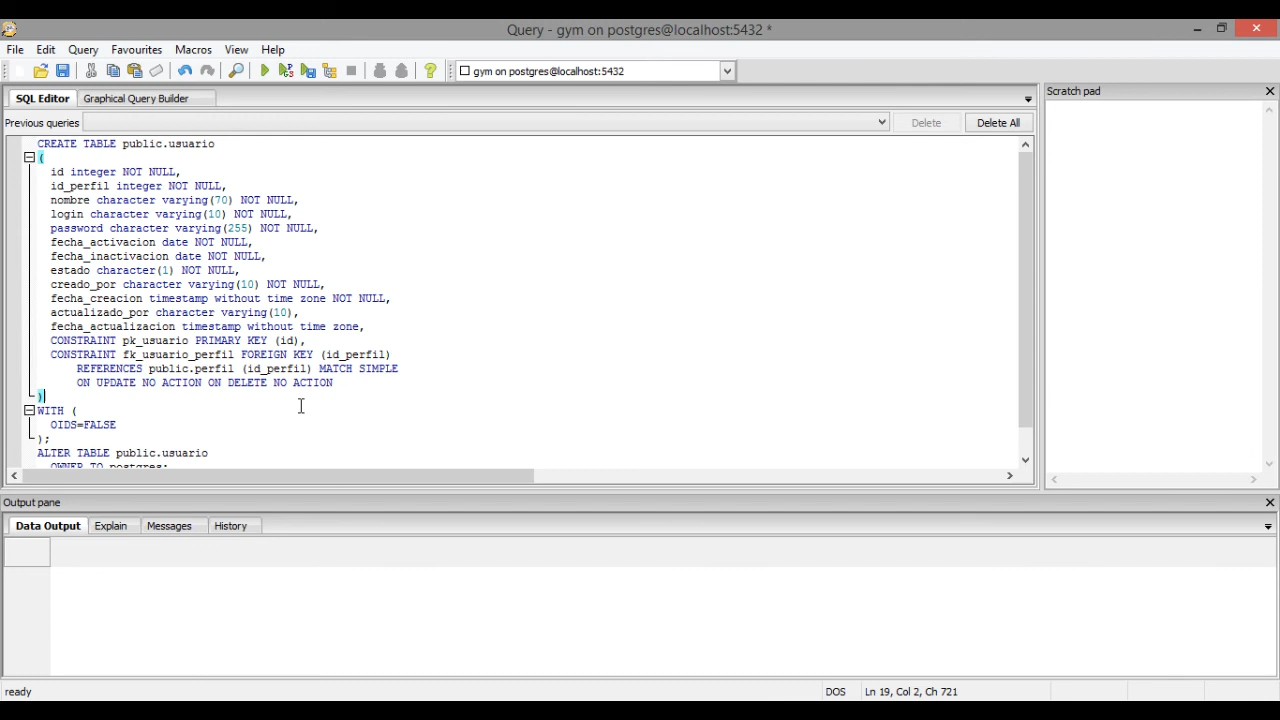 Query - gym on postgres@localhost:5432 *
File Edit Query Favourites Macros View Help
gym on postgres@localhost:5432
SQL Editor Graphical Query Builder
Scratch pad
Previous queries
Delete Delete All
CREATE TABLE public.usuario
(
id integer NOT NULL,
id_perfil integer NOT NULL,
nombre character varying(70) NOT NULL,
login character varying(10) NOT NULL,
password character varying(255) NOT NULL,
fecha_activacion date NOT NULL,
fecha_inactivacion date NOT NULL,
estado character(1) NOT NULL,
creado_por character varying(10) NOT NULL,
fecha_creacion timestamp without time zone NOT NULL,
actualizado_por character varying(10),
fecha_actualizacion timestamp without time zone,
CONSTRAINT pk_usuario PRIMARY KEY (id),
CONSTRAINT fk_usuario_perfil FOREIGN KEY (id_perfil)
REFERENCES public.perfil (id_perfil) MATCH SIMPLE
ON UPDATE NO ACTION ON DELETE NO ACTION
)
WITH (
OIDS=FALSE
);
ALTER TABLE public.usuario
OWNER TO postgres;
Output pane
Data Output Explain Messages History
ready
DOS
Ln 19, Col 2, Ch 721